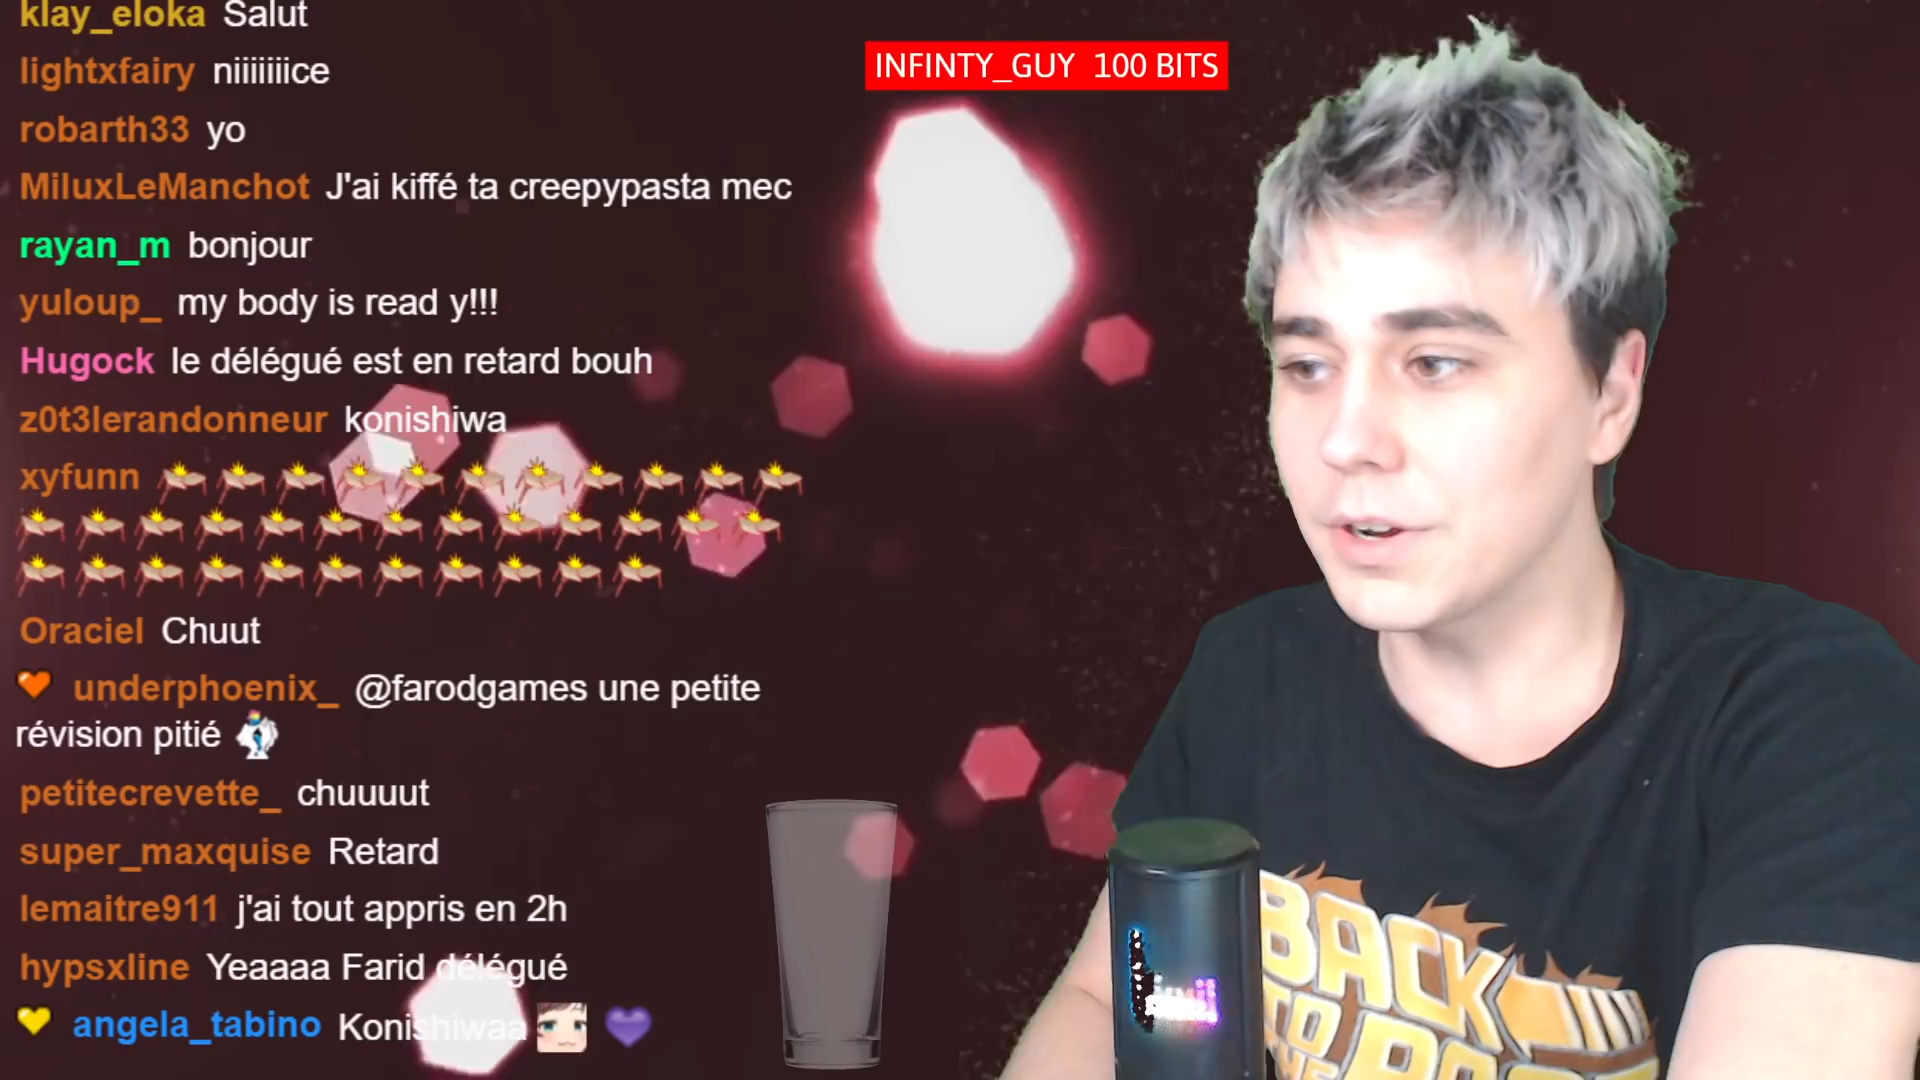 klay_eloka Salut
lightxfairy niiiiiiice
robarth33 yo
MiluxLeManchot J'ai kiffé ta creepypasta mec
rayan_m bonjour
yuloup_ my body is read y!!!
Hugock le délégué est en retard bouh
z0t3lerandonneur konishiwa
xyfunn
Oraciel Chuut
underphoenix_ @farodgames une petite
révision pitié
petitecrevette_ chuuuut
super_maxquise Retard
lemaitre911 j'ai tout appris en 2h
hypsxline Yeaaaa Farid délégué
angela_tabino Konishiwaa
INFINTY_GUY 100 BITS
BACK
TO
THE